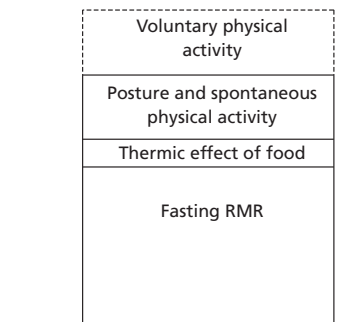 Voluntary physical
activity
Posture and spontaneous
physical activity
Thermic effect of food
Fasting RMR